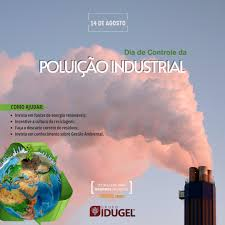 14 DE AGOSTO
Dia de Controle da
POLUIÇÃO INDUSTRIAL
COMO AJUDAR:
• Invista em fontes de energia renováveis;
• Incentive a cultura da reciclagem;
• Faça o descarte correto de resíduos;
• Invista em conhecimento sobre Gestão Ambiental.
GRUPO
IDUGEL